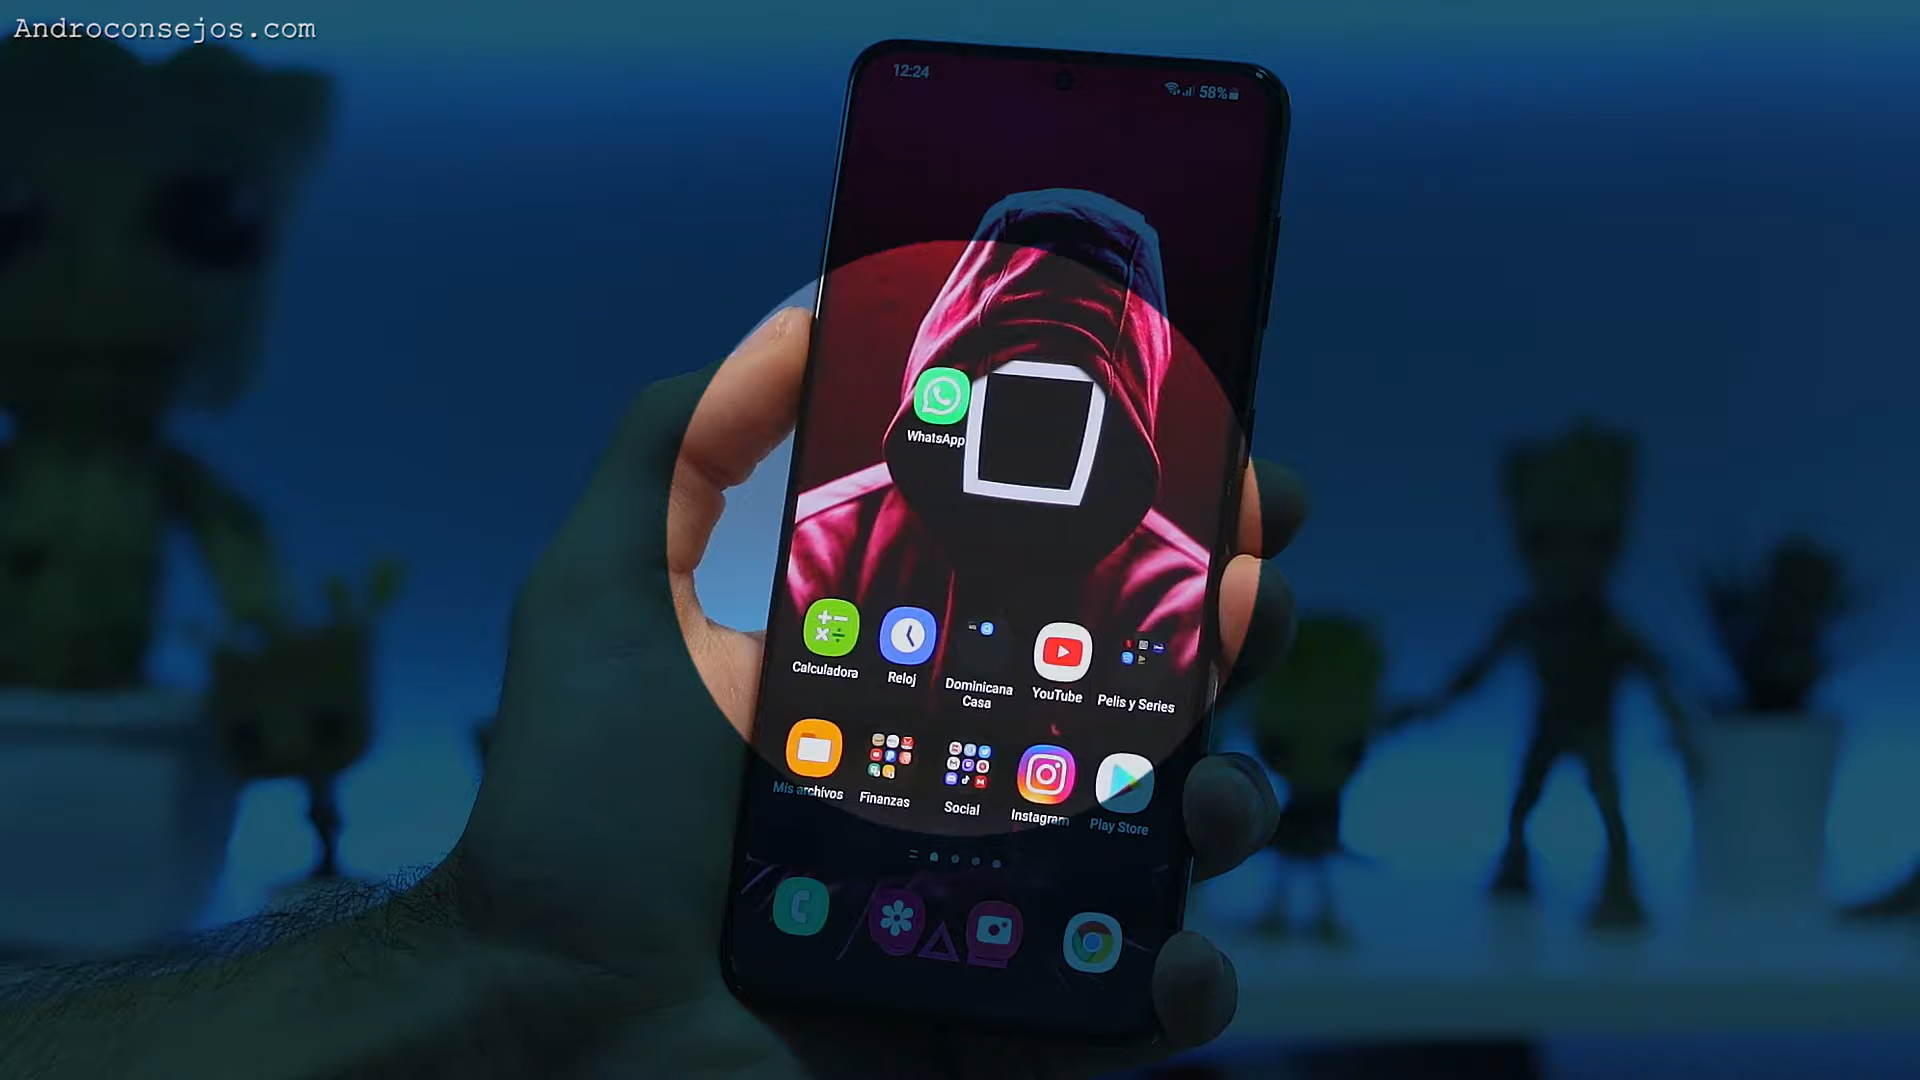 Androconsejos.com
12:24
58%
WhatsApp
Calculadora
Reloj
Dominicana
Casa
YouTube
Pelis y Series
Mis archivos
Finanzas
Social
Instagram
Play Store